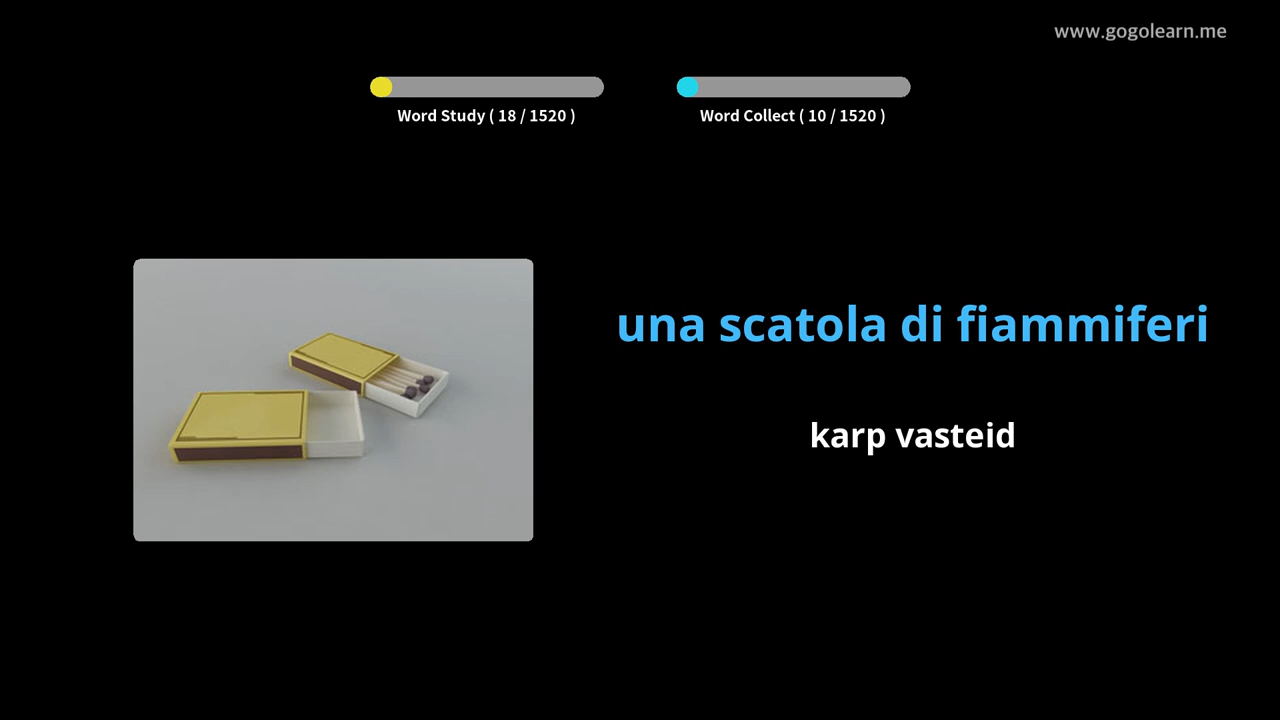 www.gogolearn.me
Word Study ( 18 / 1520 )
Word Collect ( 10 / 1520 )
una scatola di fiammiferi
karp vasteid